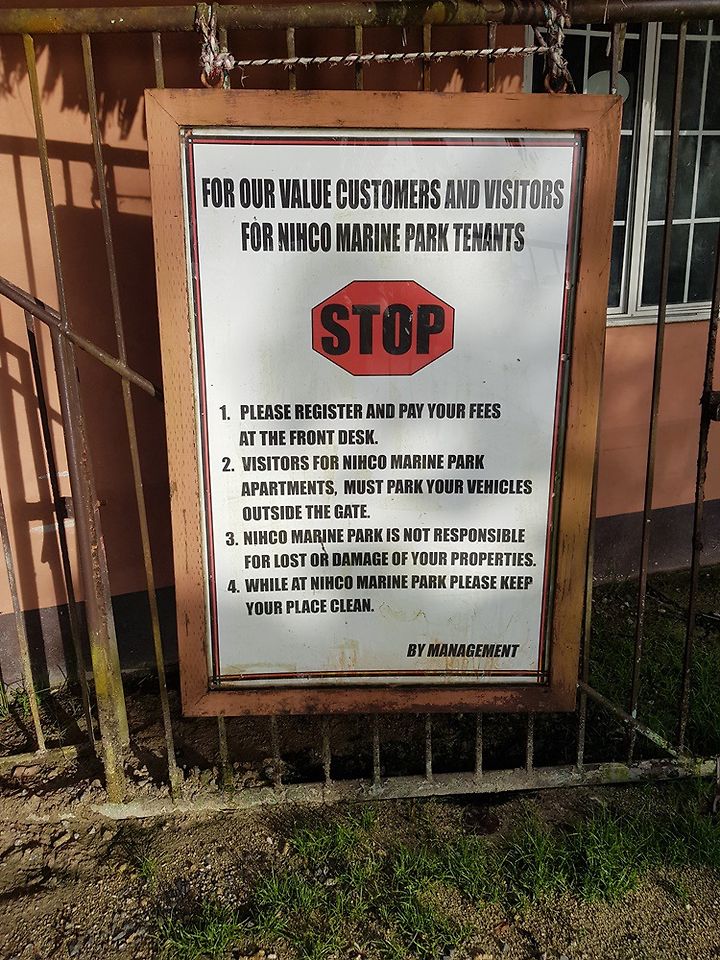 FOR OUR VALUE CUSTOMERS AND VISITORS
FOR NIHCO MARINE PARK TENANTS
STOP
1. PLEASE REGISTER AND PAY YOUR FEES
AT THE FRONT DESK.
2. VISITORS FOR NIHCO MARINE PARK
APARTMENTS, MUST PARK YOUR VEHICLES
OUTSIDE THE GATE.
3. NIHCO MARINE PARK IS NOT RESPONSIBLE
FOR LOST OR DAMAGE OF YOUR PROPERTIES.
4. WHILE AT NIHCO MARINE PARK PLEASE KEEP
YOUR PLACE CLEAN.
BY MANAGEMENT